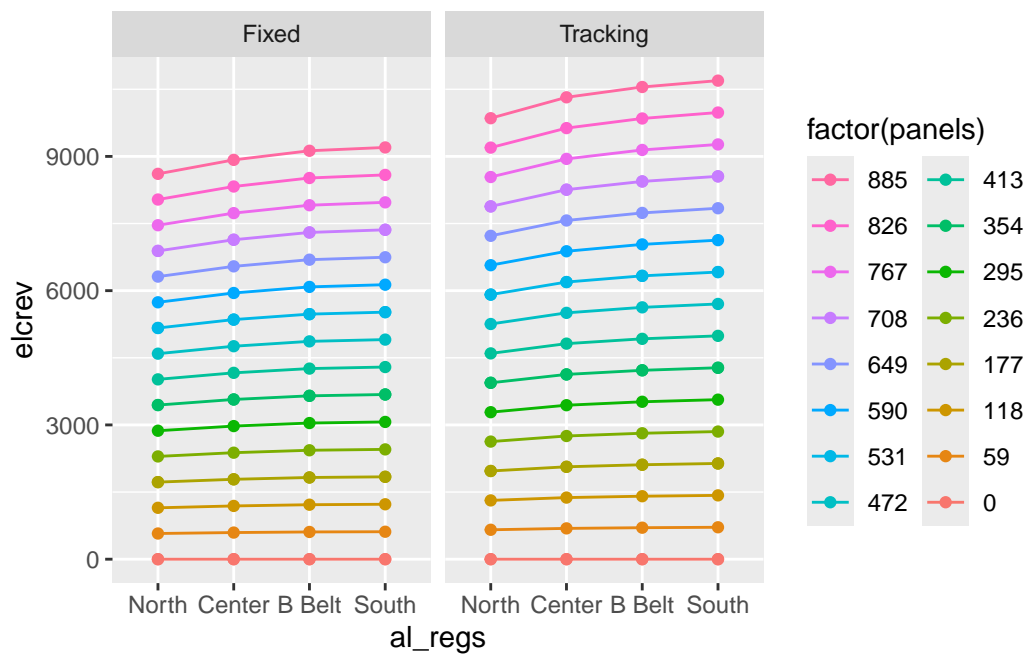 Fixed Tracking
9000
6000
3000
0
elcrev
North Center B Belt South North Center B Belt South
al_regs
factor(panels)
885 413
826 354
767 295
708 236
649 177
590 118
531 59
472 0